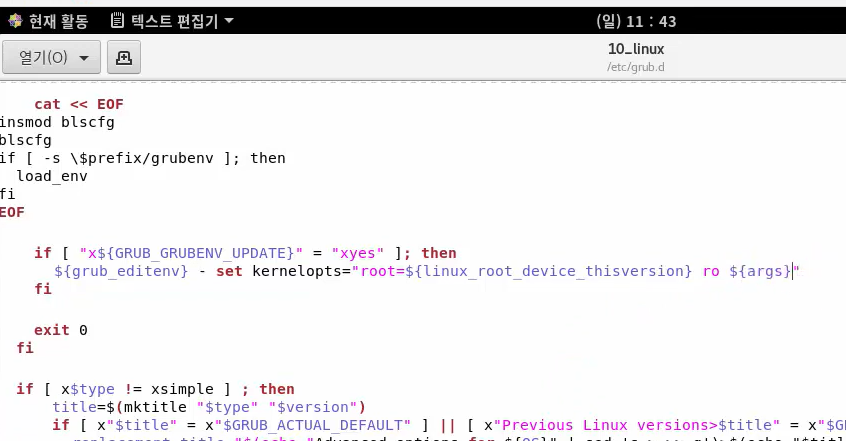 현재 활동 텍스트 편집기 (일) 11 : 43
열기(O) 10_linux
/etc/grub.d
cat << EOF
insmod blscfg
blscfg
if [ -s \$prefix/grubenv ]; then
load_env
fi
EOF
if [ "x${GRUB_GRUBENV_UPDATE}" = "xyes" ]; then
${grub_editenv} - set kernelopts="root=${linux_root_device_thisversion} ro ${args}"
fi
exit 0
fi
if [ x$type != xsimple ] ; then
title=$(mktitle "$type" "$version")
if [ x"$title" = x"$GRUB_ACTUAL_DEFAULT" ] || [ x"Previous Linux versions>$title" = x"$G